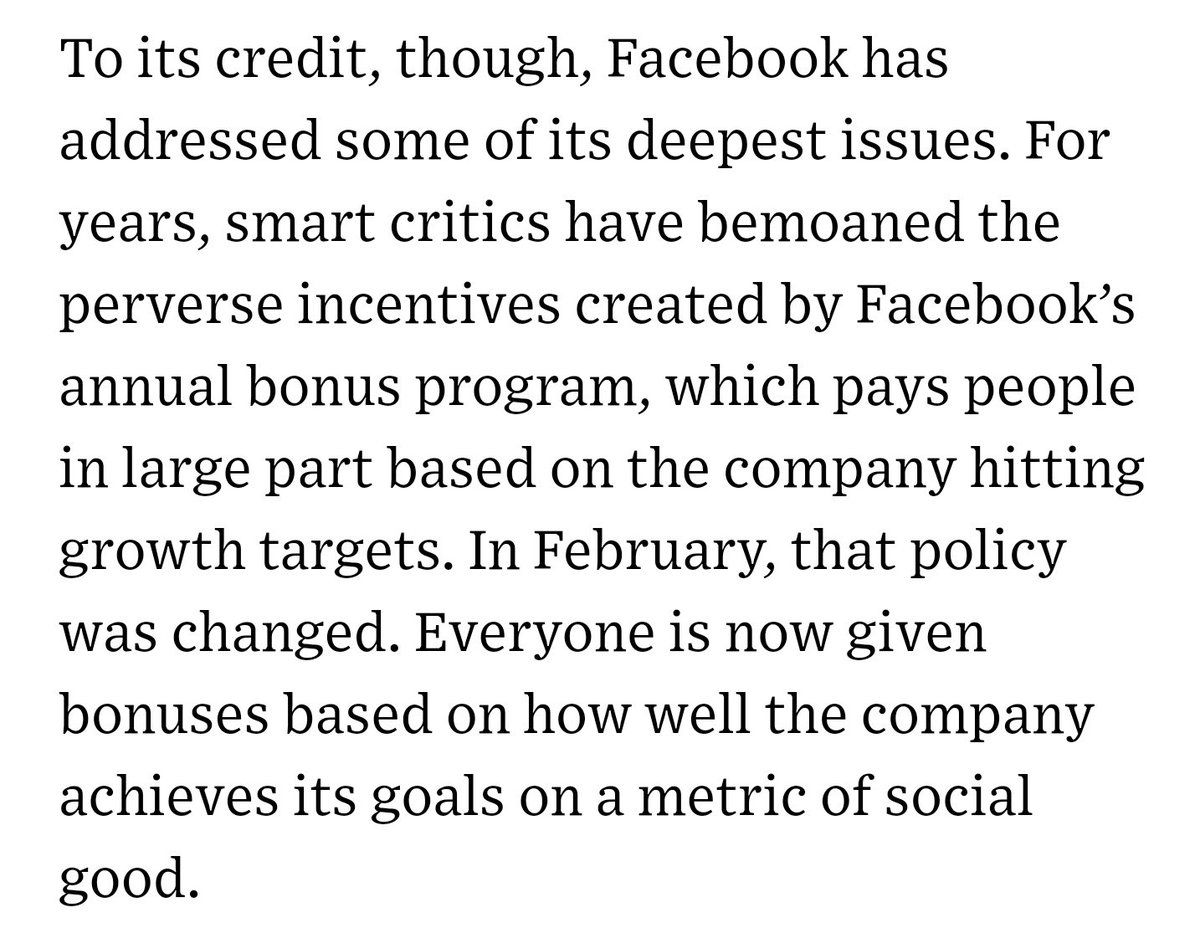 To its credit, though, Facebook has
addressed some of its deepest issues. For
years, smart critics have bemoaned the
perverse incentives created by Facebook’s
annual bonus program, which pays people
in large part based on the company hitting
growth targets. In February, that policy
was changed. Everyone is now given
bonuses based on how well the company
achieves its goals on a metric of social
good.